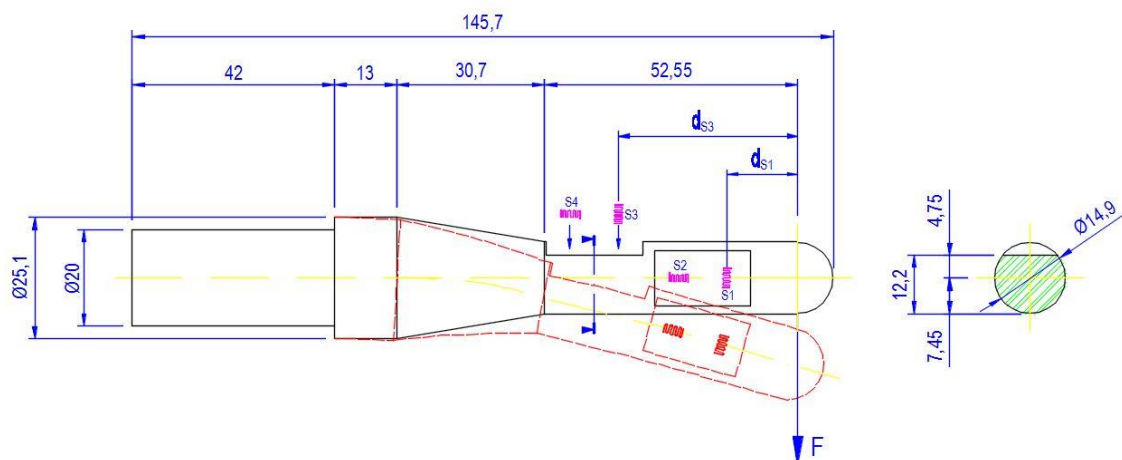 145,7
42
13
30,7
52,55
dS3
dS1
S4
S3
S2
S1
Ø25,1
Ø20
F
4,75
Ø14,9
12,2
7,45